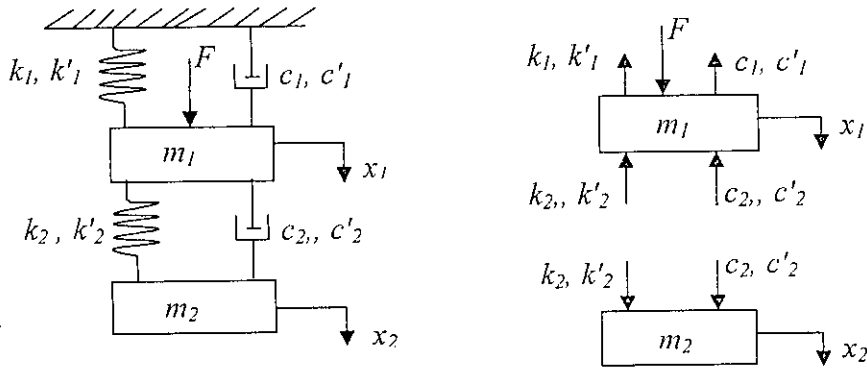 k1, k'1
F
c1, c'1
m1
x1
k2 , k'2
c2,, c'2
m2
x2
k1, k'1
F
c1, c'1
m1
x1
k2,, k'2
c2,, c'2
k2, k'2
c2, c'2
m2
x2